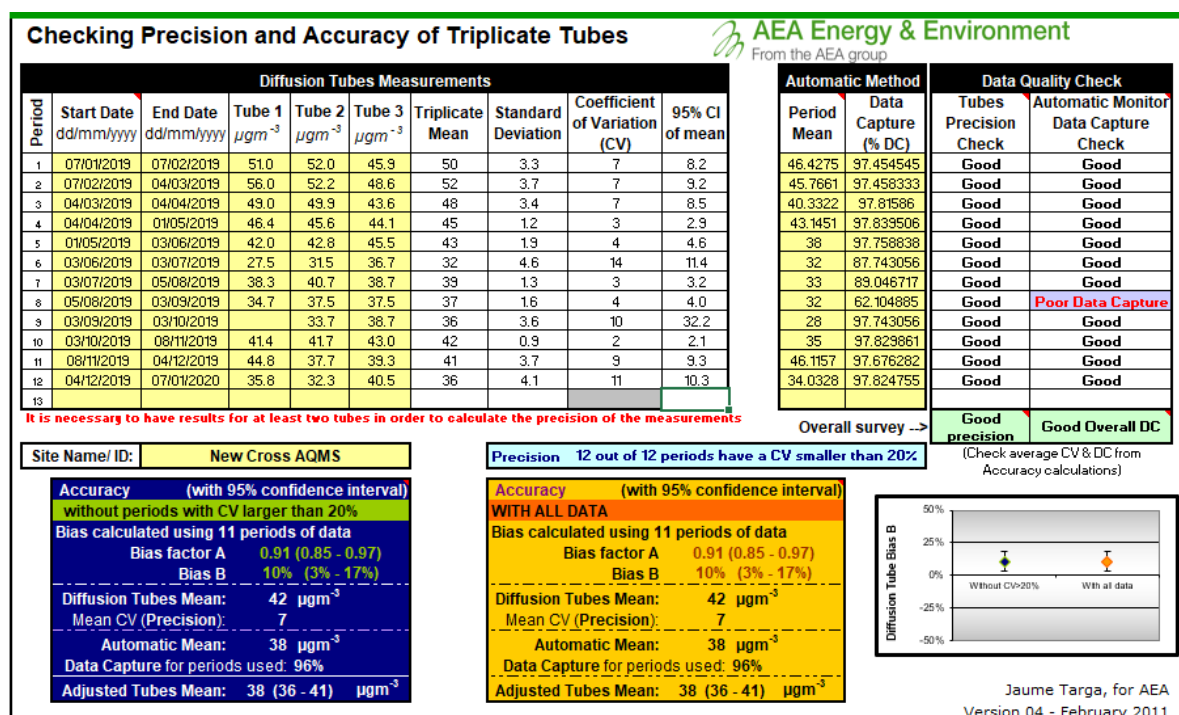 Checking Precision and Accuracy of Triplicate Tubes
AEA Energy & Environment
From the AEA group
Diffusion Tubes Measurements
Automatic Method
Data Quality Check
Period Start Date dd/mm/yyyy End Date dd/mm/yyyy Tube 1 µgm⁻³ Tube 2 µgm⁻³ Tube 3 µgm⁻³ Triplicate Mean Standard Deviation Coefficient of Variation (CV) 95% CI of mean Period Mean Data Capture (% DC) Tubes Precision Check Automatic Monitor Data Capture Check
1 07/01/2019 07/02/2019 51.0 52.0 45.9 50 3.3 7 8.2 46.4275 97.454545 Good Good
2 07/02/2019 04/03/2019 56.0 52.2 48.6 52 3.7 7 9.2 45.7661 97.458333 Good Good
3 04/03/2019 04/04/2019 49.0 49.9 43.6 48 3.4 7 8.5 40.3322 97.81586 Good Good
4 04/04/2019 01/05/2019 46.4 45.6 44.1 45 1.2 3 2.9 43.1451 97.839506 Good Good
5 01/05/2019 03/06/2019 42.0 42.8 45.5 43 1.9 4 4.6 38 97.758838 Good Good
6 03/06/2019 03/07/2019 27.5 31.5 36.7 32 4.6 14 11.4 32 87.743056 Good Good
7 03/07/2019 05/08/2019 38.3 40.7 38.7 39 1.3 3 3.2 33 89.046717 Good Good
8 05/08/2019 03/09/2019 34.7 37.5 37.5 37 1.6 4 4.0 32 62.104885 Good Poor Data Capture
9 03/09/2019 03/10/2019 33.7 38.7 36 3.6 10 32.2 28 97.743056 Good Good
10 03/10/2019 08/11/2019 41.4 41.7 43.0 42 0.9 2 2.1 35 97.829861 Good Good
11 08/11/2019 04/12/2019 44.8 37.7 39.3 41 3.7 9 9.3 46.1157 97.676282 Good Good
12 04/12/2019 07/01/2020 35.8 32.3 40.5 36 4.1 11 10.3 34.0328 97.824755 Good Good
13
It is necessary to have results for at least two tubes in order to calculate the precision of the measurements
Overall survey --> Good precision Good Overall DC
Site Name/ ID: New Cross AQMS
Precision 12 out of 12 periods have a CV smaller than 20%
(Check average CV & DC from
Accuracy calculations)
Accuracy (with 95% confidence interval)
without periods with CV larger than 20%
Bias calculated using 11 periods of data
Bias factor A 0.91 (0.85 - 0.97)
Bias B 10% (3% - 17%)
Diffusion Tubes Mean: 42 µgm⁻³
Mean CV (Precision): 7
Automatic Mean: 38 µgm⁻³
Data Capture for periods used: 96%
Adjusted Tubes Mean: 38 (36 - 41) µgm⁻³
Accuracy (with 95% confidence interval)
WITH ALL DATA
Bias calculated using 11 periods of data
Bias factor A 0.91 (0.85 - 0.97)
Bias B 10% (3% - 17%)
Diffusion Tubes Mean: 42 µgm⁻³
Mean CV (Precision): 7
Automatic Mean: 38 µgm⁻³
Data Capture for periods used: 96%
Adjusted Tubes Mean: 38 (36 - 41) µgm⁻³
Diffusion Tube Bias B
50%
25%
0%
-25%
-50%
Without CV>20% With all data
Jaume Targa, for AEA
Version 04 - February 2011